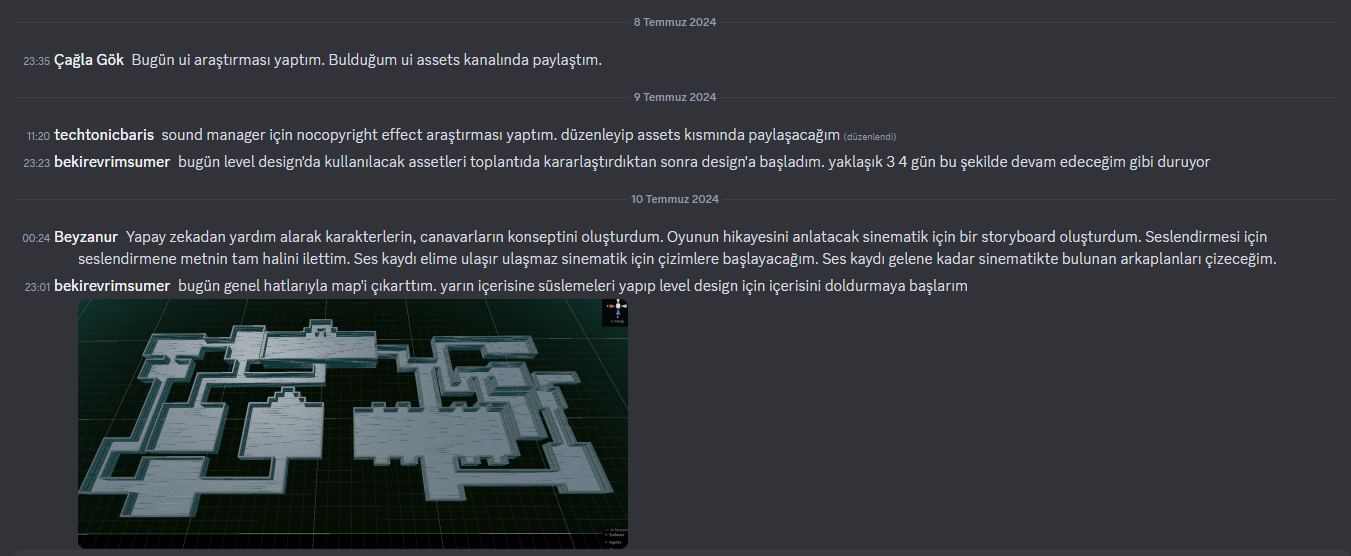 8 Temmuz 2024
23:35 Çağla Gök Bugün ui araştırması yaptım. Bulduğum ui assets kanalında paylaştım.
9 Temmuz 2024
11:20 techtonicbaris sound manager için nocopyright effect araştırması yaptım. düzenleyip assets kısmında paylaşacağım (düzenlendi)
23:23 bekirevrimsumer bugün level design'da kullanılacak assetleri toplantıda kararlaştırdıktan sonra design'a başladım. yaklaşık 3 4 gün bu şekilde devam edeceğim gibi duruyor
10 Temmuz 2024
00:24 Beyzanur Yapay zekadan yardım alarak karakterlerin, canavarların konseptini oluşturdum. Oyunun hikayesini anlatacak sinematik için bir storyboard oluşturdum. Seslendirmesi için
seslendirmene metnin tam halini ilettim. Ses kaydı elime ulaşır ulaşmaz sinematik için çizimlere başlayacağım. Ses kaydı gelene kadar sinematikte bulunan arkaplanları çizeceğim.
23:01 bekirevrimsumer bugün genel hatlarıyla map'i çıkarttım. yarın içerisine süslemeleri yapıp level design için içerisini doldurmaya başlarım
Persp
Surfaces
Agents